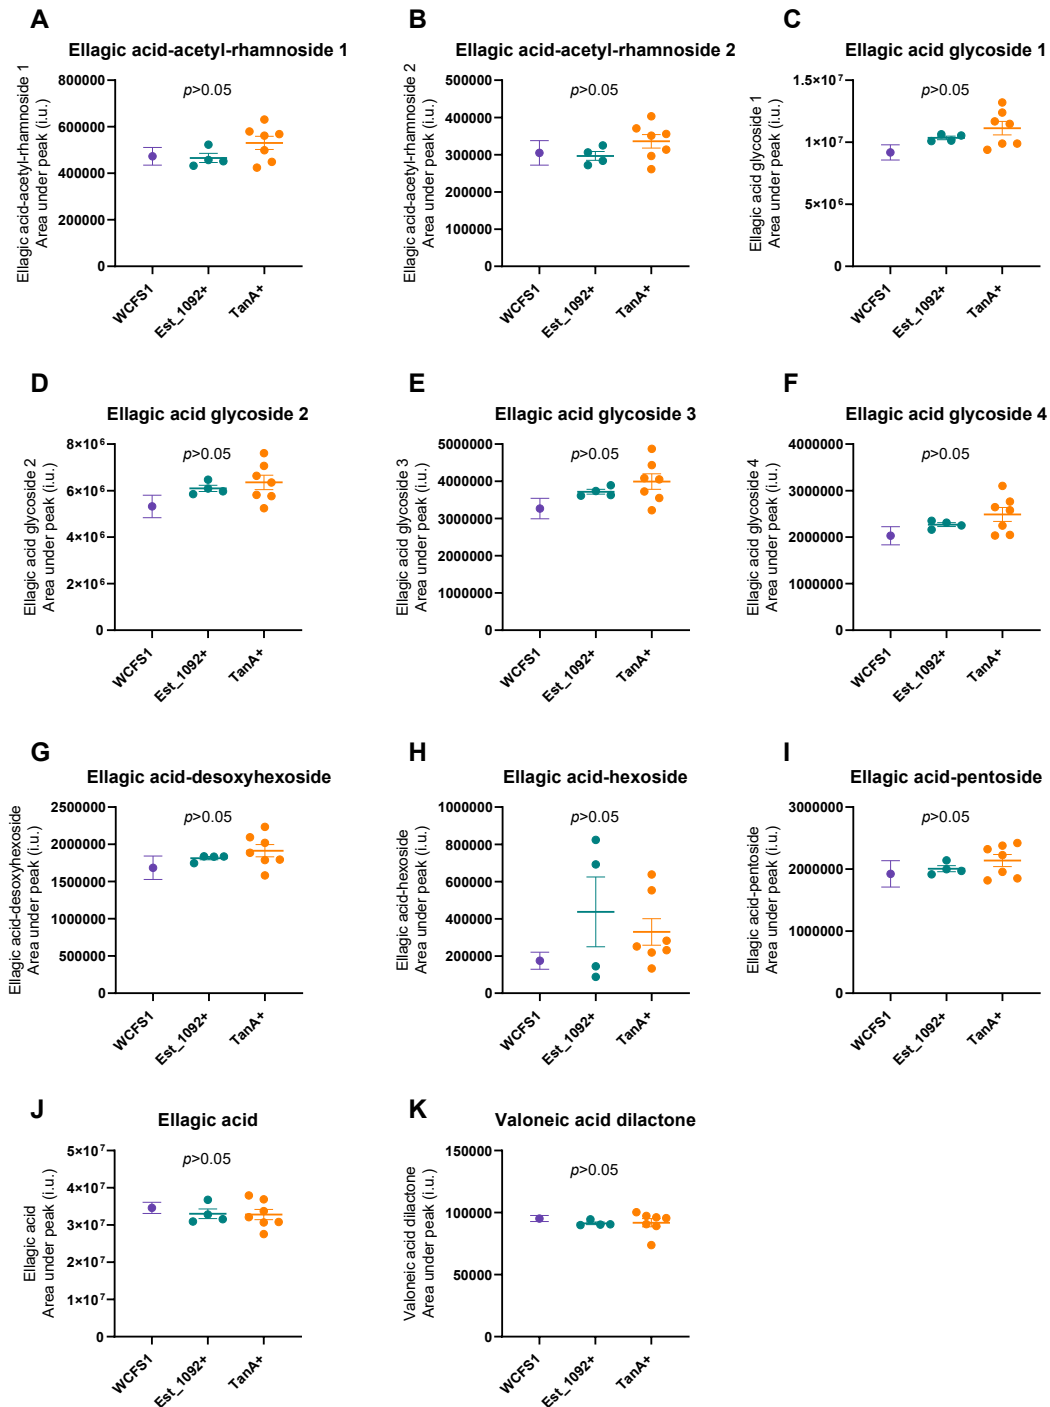 A
Ellagic acid-acetyl-rhamnoside 1
Ellagic acid-acetyl-rhamnoside 1
Area under peak (i.u.)
800000
600000
400000
200000
0
p>0.05
WCFS1
Est_1092+
TanA+
B
Ellagic acid-acetyl-rhamnoside 2
Ellagic acid-acetyl-rhamnoside 2
Area under peak (i.u.)
500000
400000
300000
200000
100000
0
p>0.05
WCFS1
Est_1092+
TanA+
C
Ellagic acid glycoside 1
Ellagic acid glycoside 1
Area under peak (i.u.)
1.5×10⁷
1×10⁷
5×10⁶
0
p>0.05
WCFS1
Est_1092+
TanA+
D
Ellagic acid glycoside 2
Ellagic acid glycoside 2
Area under peak (i.u.)
8×10⁶
6×10⁶
4×10⁶
2×10⁶
0
p>0.05
WCFS1
Est_1092+
TanA+
E
Ellagic acid glycoside 3
Ellagic acid glycoside 3
Area under peak (i.u.)
5000000
4000000
3000000
2000000
1000000
0
p>0.05
WCFS1
Est_1092+
TanA+
F
Ellagic acid glycoside 4
Ellagic acid glycoside 4
Area under peak (i.u.)
4000000
3000000
2000000
1000000
0
p>0.05
WCFS1
Est_1092+
TanA+
G
Ellagic acid-desoxyhexoside
Ellagic acid-desoxyhexoside
Area under peak (i.u.)
2500000
2000000
1500000
1000000
500000
0
p>0.05
WCFS1
Est_1092+
TanA+
H
Ellagic acid-hexoside
Ellagic acid-hexoside
Area under peak (i.u.)
1000000
800000
600000
400000
200000
0
p>0.05
WCFS1
Est_1092+
TanA+
I
Ellagic acid-pentoside
Ellagic acid-pentoside
Area under peak (i.u.)
3000000
2000000
1000000
0
p>0.05
WCFS1
Est_1092+
TanA+
J
Ellagic acid
Ellagic acid
Area under peak (i.u.)
5×10⁷
4×10⁷
3×10⁷
2×10⁷
1×10⁷
0
p>0.05
WCFS1
Est_1092+
TanA+
K
Valoneic acid dilactone
Valoneic acid dilactone
Area under peak (i.u.)
150000
100000
50000
0
p>0.05
WCFS1
Est_1092+
TanA+